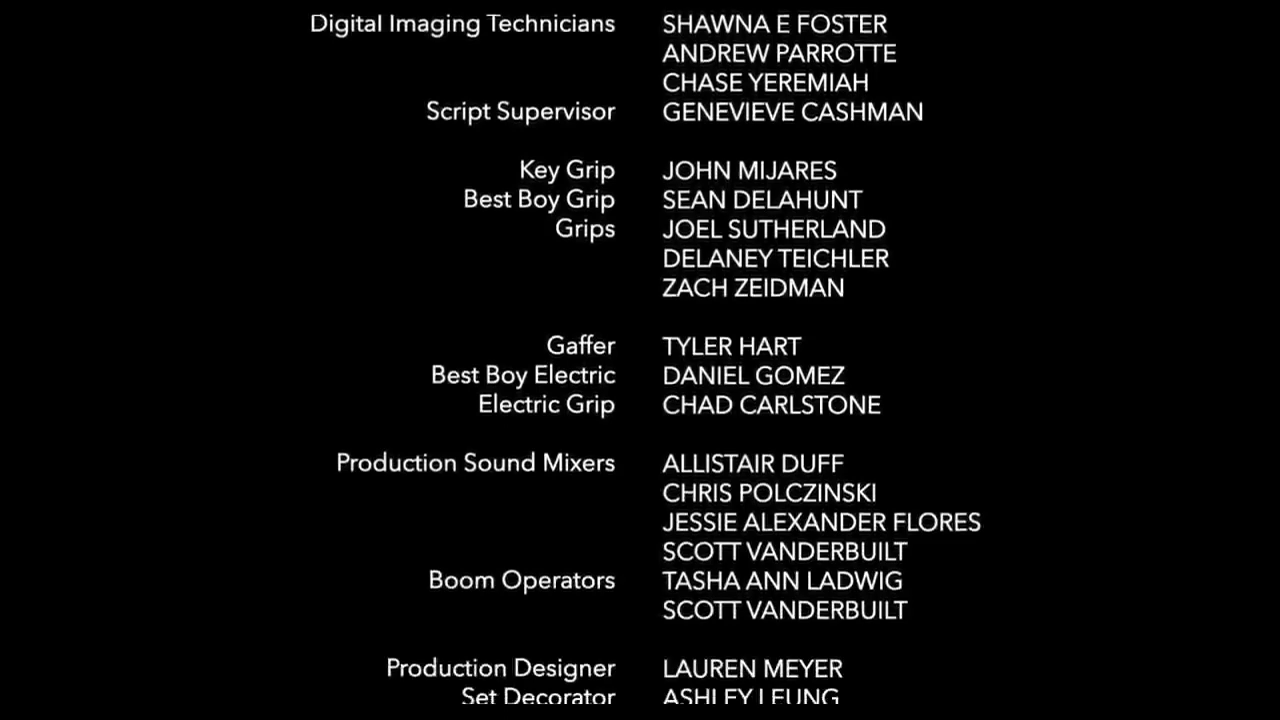 Digital Imaging Technicians SHAWNA E FOSTER
ANDREW PARROTTE
CHASE YEREMIAH
Script Supervisor GENEVIEVE CASHMAN
Key Grip JOHN MIJARES
Best Boy Grip SEAN DELAHUNT
Grips JOEL SUTHERLAND
DELANEY TEICHLER
ZACH ZEIDMAN
Gaffer TYLER HART
Best Boy Electric DANIEL GOMEZ
Electric Grip CHAD CARLSTONE
Production Sound Mixers ALLISTAIR DUFF
CHRIS POLCZINSKI
JESSIE ALEXANDER FLORES
SCOTT VANDERBUILT
Boom Operators TASHA ANN LADWIG
SCOTT VANDERBUILT
Production Designer LAUREN MEYER
Set Decorator ASHLEY LEUNG